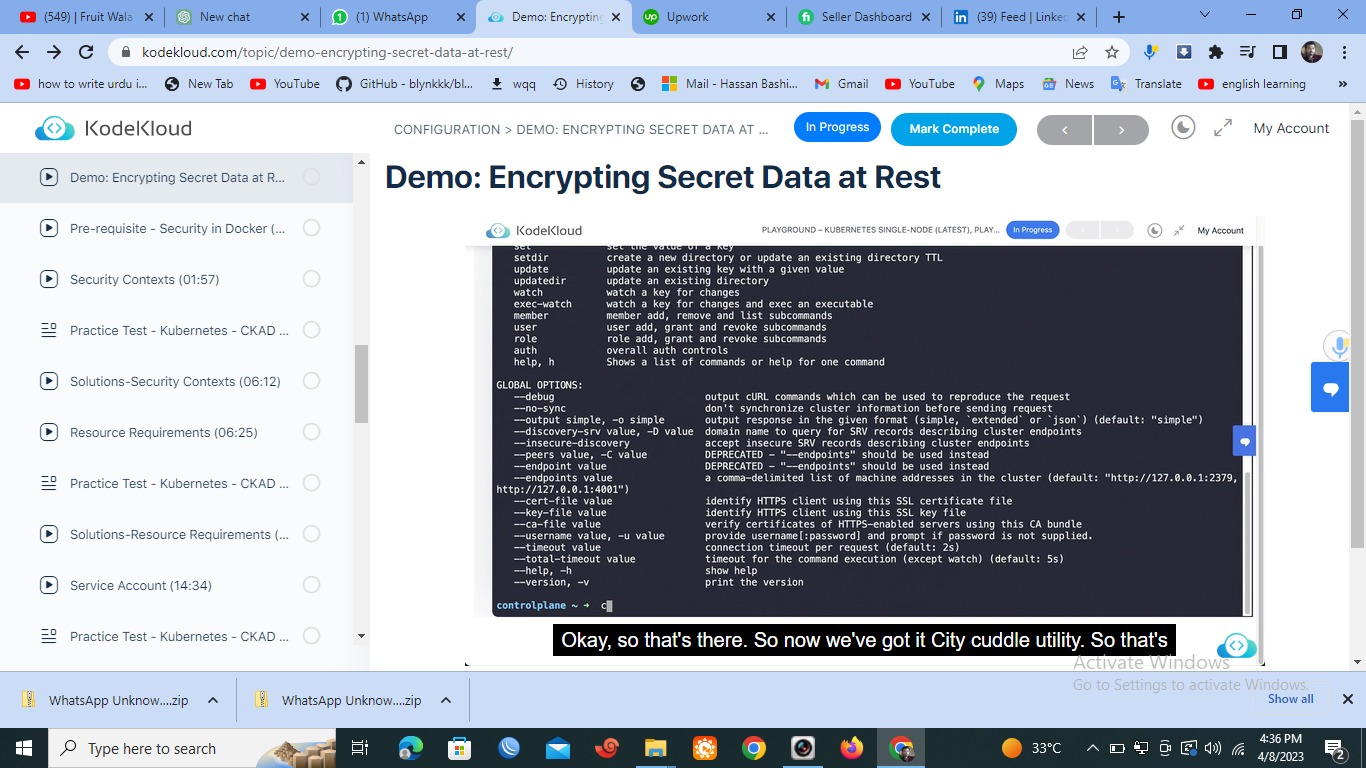 (549) | Fruit Wala
New chat
(1) WhatsApp
Demo: Encrypting
Upwork
Seller Dashboard
(39) Feed | Linke
kodekloud.com/topic/demo-encrypting-secret-data-at-rest/
how to write urdu i...
New Tab
YouTube
GitHub - blynkkk/bl...
wqq
History
Mail - Hassan Bashi...
Gmail
YouTube
Maps
News
Translate
english learning
»
KodeKloud
CONFIGURATION > DEMO: ENCRYPTING SECRET DATA AT ...
In Progress
Mark Complete
My Account
Demo: Encrypting Secret Data at R...
Pre-requisite - Security in Docker (...
Security Contexts (01:57)
Practice Test - Kubernetes - CKAD ...
Solutions-Security Contexts (06:12)
Resource Requirements (06:25)
Practice Test - Kubernetes - CKAD ...
Solutions-Resource Requirements (...
Service Account (14:34)
Practice Test - Kubernetes - CKAD ...
Demo: Encrypting Secret Data at Rest
KodeKloud
PLAYGROUND – KUBERNETES SINGLE-NODE (LATEST), PLAY...
In Progress
My Account
set set the value of a key
setdir create a new directory or update an existing directory TTL
update update an existing key with a given value
updatedir update an existing directory
watch watch a key for changes
exec-watch watch a key for changes and exec an executable
member member add, remove and list subcommands
user user add, grant and revoke subcommands
role role add, grant and revoke subcommands
auth overall auth controls
help, h Shows a list of commands or help for one command
GLOBAL OPTIONS:
--debug output cURL commands which can be used to reproduce the request
--no-sync don't synchronize cluster information before sending request
--output simple, -o simple output response in the given format (simple, `extended` or `json`) (default: "simple")
--discovery-srv value, -D value domain name to query for SRV records describing cluster endpoints
--insecure-discovery accept insecure SRV records describing cluster endpoints
--peers value, -C value DEPRECATED - "--endpoints" should be used instead
--endpoint value DEPRECATED - "--endpoints" should be used instead
--endpoints value a comma-delimited list of machine addresses in the cluster (default: "http://127.0.0.1:2379,
http://127.0.0.1:4001")
--cert-file value identify HTTPS client using this SSL certificate file
--key-file value identify HTTPS client using this SSL key file
--ca-file value verify certificates of HTTPS-enabled servers using this CA bundle
--username value, -u value provide username[:password] and prompt if password is not supplied.
--timeout value connection timeout per request (default: 2s)
--total-timeout value timeout for the command execution (except watch) (default: 5s)
--help, -h show help
--version, -v print the version
controlplane ~ ➜ c
Okay, so that's there. So now we've got it City cuddle utility. So that's
Activate Windows
Go to Settings to activate Windows.
WhatsApp Unknow....zip
WhatsApp Unknow....zip
Show all
Type here to search
33°C
4:36 PM
4/8/2023
2